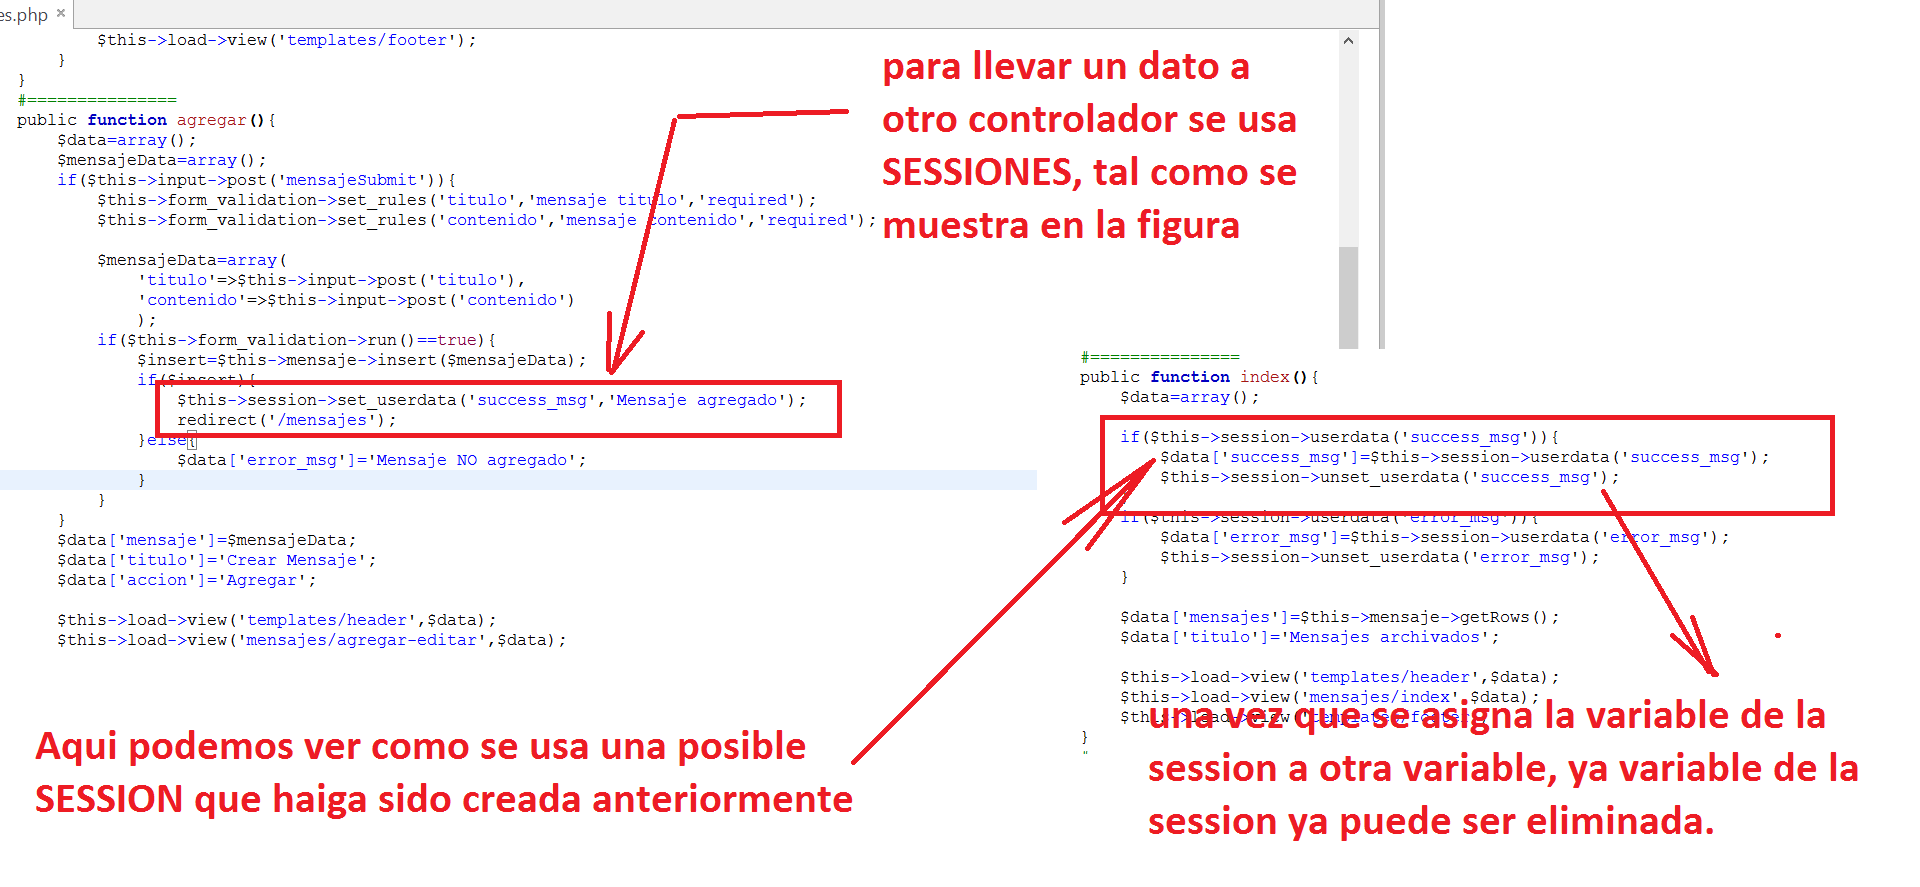 es.php ×
$this->load->view('templates/footer');
}
}
#===============
public function agregar(){
$data=array();
$mensajeData=array();
if($this->input->post('mensajeSubmit')){
$this->form_validation->set_rules('titulo','mensaje titulo','required');
$this->form_validation->set_rules('contenido','mensaje contenido','required');
$mensajeData=array(
'titulo'=>$this->input->post('titulo'),
'contenido'=>$this->input->post('contenido')
);
if($this->form_validation->run()==true){
$insert=$this->mensaje->insert($mensajeData);
if($insert){
$this->session->set_userdata('success_msg','Mensaje agregado');
redirect('/mensajes');
}else{
$data['error_msg']='Mensaje NO agregado';
}
}
}
$data['mensaje']=$mensajeData;
$data['titulo']='Crear Mensaje';
$data['accion']='Agregar';
$this->load->view('templates/header',$data);
$this->load->view('mensajes/agregar-editar',$data);
para llevar un dato a
otro controlador se usa
SESSIONES, tal como se
muestra en la figura
#===============
public function index(){
$data=array();
if($this->session->userdata('success_msg')){
$data['success_msg']=$this->session->userdata('success_msg');
$this->session->unset_userdata('success_msg');
if($this->session->userdata('error_msg')){
$data['error_msg']=$this->session->userdata('error_msg');
$this->session->unset_userdata('error_msg');
}
$data['mensajes']=$this->mensaje->getRows();
$data['titulo']='Mensajes archivados';
$this->load->view('templates/header',$data);
$this->load->view('mensajes/index',$data);
$this->load->view('templates/footer
}
Aqui podemos ver como se usa una posible
SESSION que haiga sido creada anteriormente
una vez que se asigna la variable de la
session a otra variable, ya variable de la
session ya puede ser eliminada.